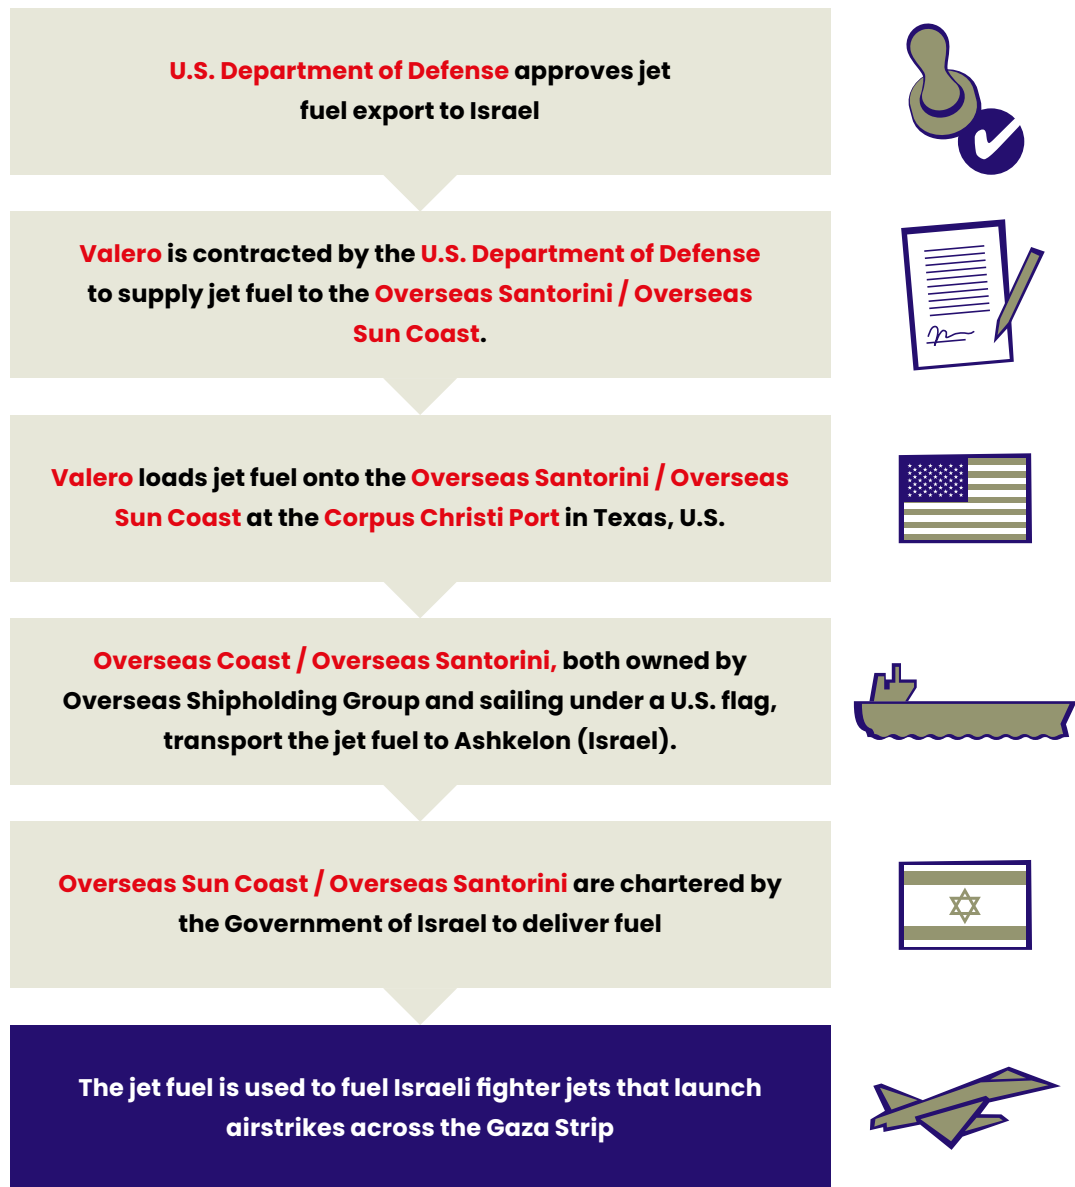 U.S. Department of Defense approves jet
fuel export to Israel
Valero is contracted by the U.S. Department of Defense
to supply jet fuel to the Overseas Santorini / Overseas
Sun Coast.
Valero loads jet fuel onto the Overseas Santorini / Overseas
Sun Coast at the Corpus Christi Port in Texas, U.S.
Overseas Coast / Overseas Santorini, both owned by
Overseas Shipholding Group and sailing under a U.S. flag,
transport the jet fuel to Ashkelon (Israel).
Overseas Sun Coast / Overseas Santorini are chartered by
the Government of Israel to deliver fuel
The jet fuel is used to fuel Israeli fighter jets that launch
airstrikes across the Gaza Strip